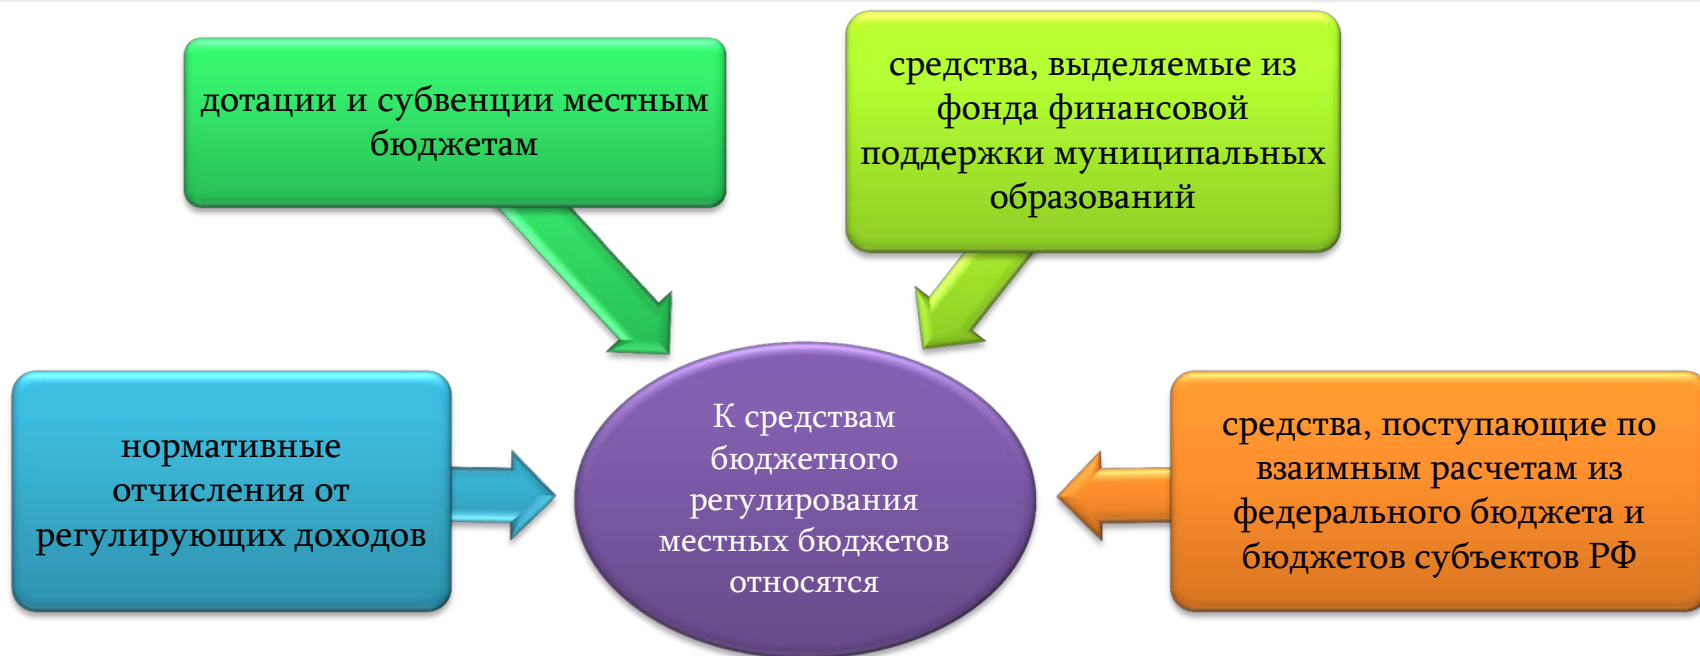 дотации и субвенции местным
бюджетам
средства, выделяемые из
фонда финансовой
поддержки муниципальных
образований
нормативные
отчисления от
регулирующих доходов
К средствам
бюджетного
регулирования
местных бюджетов
относятся
средства, поступающие по
взаимным расчетам из
федерального бюджета и
бюджетов субъектов РФ